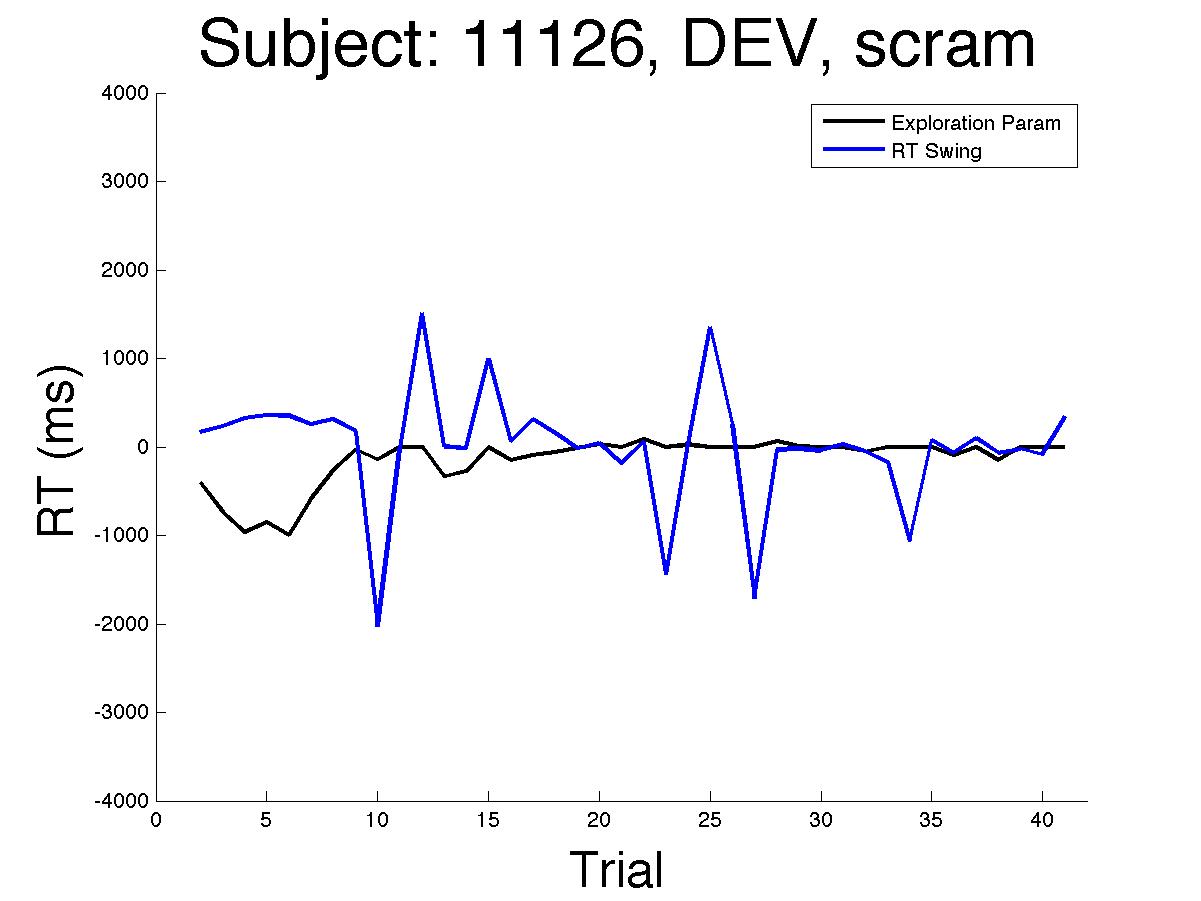 Subject: 11126, DEV, scram
4000
3000
2000
1000
0
-1000
-2000
-3000
-4000
RT (ms)
Exploration Param
RT Swing
0 5 10 15 20 25 30 35 40
Trial